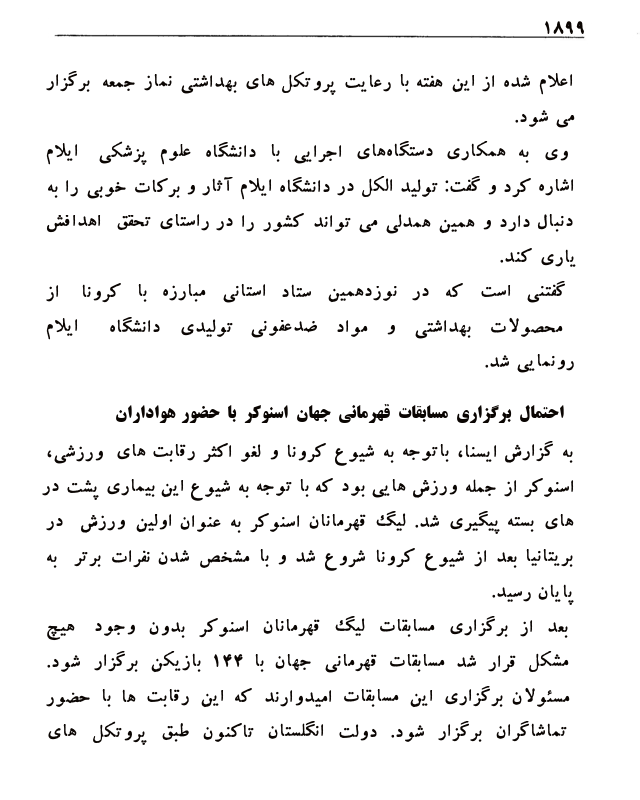 ۱۸۹۹
اعلام شده از این هفته با رعایت پروتکل های بهداشتی نماز جمعه برگزار
می شود.
وی به همکاری دستگاه‌های اجرایی با دانشگاه علوم پزشکی ایلام
اشاره کرد و گفت: تولید الکل در دانشگاه ایلام آثار و برکات خوبی را به
دنبال دارد و همین همدلی می تواند کشور را در راستای تحقق اهدافش
یاری کند.
گفتنی است که در نوزدهمین ستاد استانی مبارزه با کرونا از
محصولات بهداشتی و مواد ضدعفونی تولیدی دانشگاه ایلام
رونمایی شد.
احتمال برگزاری مسابقات قهرمانی جهان اسنوکر با حضور هواداران
به گزارش ایسنا، باتوجه به شیوع کرونا و لغو اکثر رقابت های ورزشی،
اسنوکر از جمله ورزش هایی بود که با توجه به شیوع این بیماری پشت در
های بسته پیگیری شد. لیگ قهرمانان اسنوکر به عنوان اولین ورزش در
بریتانیا بعد از شیوع کرونا شروع شد و با مشخص شدن نفرات برتر به
پایان رسید.
بعد از برگزاری مسابقات لیگ قهرمانان اسنوکر بدون وجود هیچ
مشکل قرار شد مسابقات قهرمانی جهان با ۱۴۴ بازیکن برگزار شود.
مسئولان برگزاری این مسابقات امیدوارند که این رقابت ها با حضور
تماشاگران برگزار شود. دولت انگلستان تاکنون طبق پروتکل های